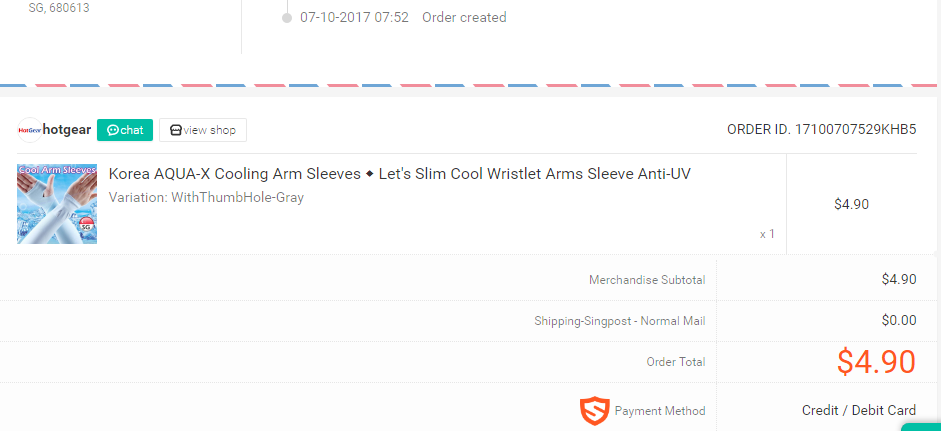 SG, 680613
07-10-2017 07:52 Order created
HotGear hotgear chat view shop ORDER ID. 17100707529KHB5
Cool Arm Sleeves
SG
Korea AQUA-X Cooling Arm Sleeves ◆ Let's Slim Cool Wristlet Arms Sleeve Anti-UV
Variation: WithThumbHole-Gray
$4.90
x 1
Merchandise Subtotal $4.90
Shipping-Singpost - Normal Mail $0.00
Order Total $4.90
Payment Method Credit / Debit Card